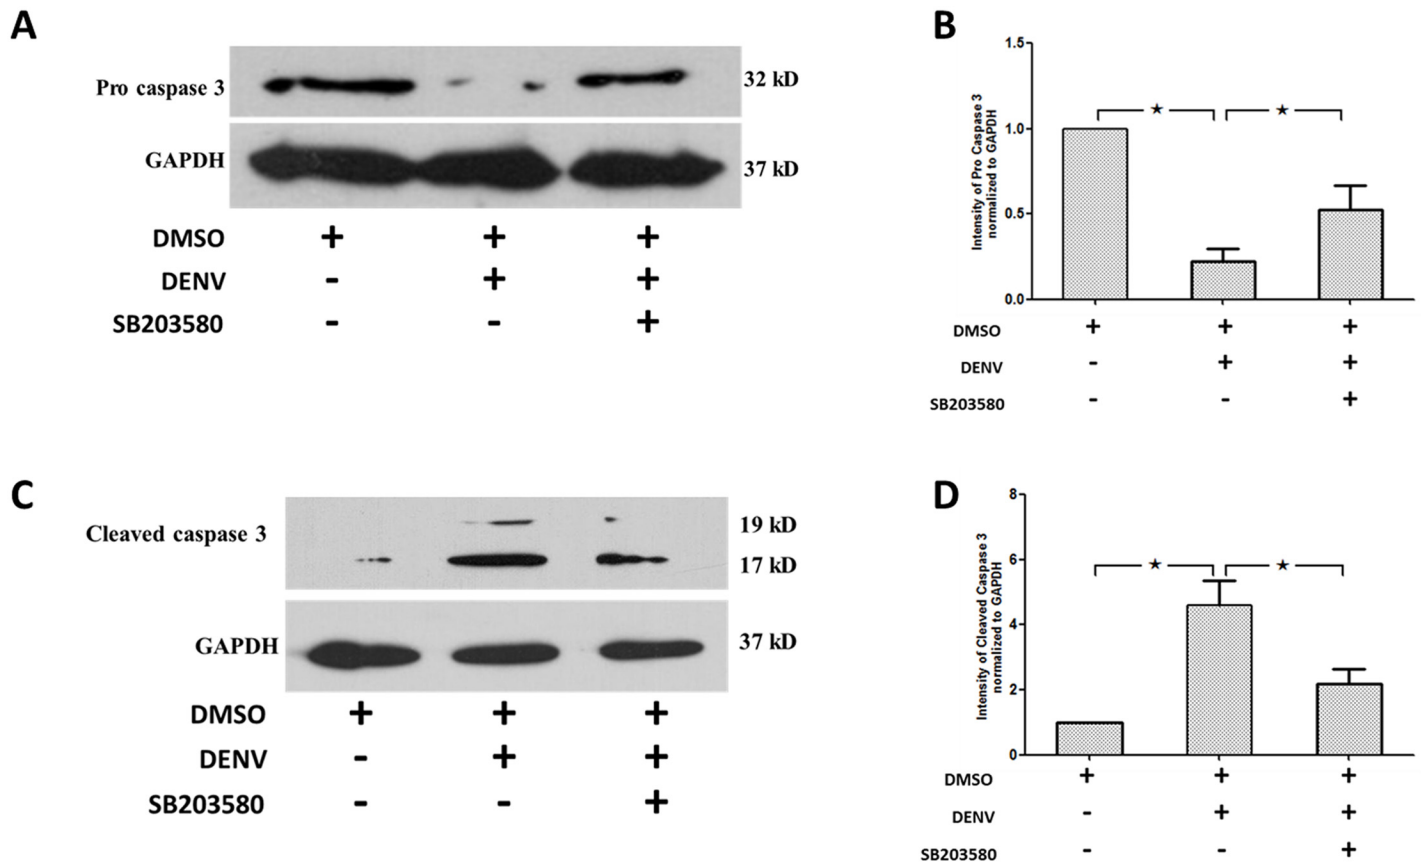 A
Pro caspase 3
32 kD
GAPDH
37 kD
DMSO + + +
DENV - + +
SB203580 - - +
B
Intensity of Pro Caspase 3
normalized to GAPDH
1.5
1.0
0.5
0.0
★ ★
DMSO + + +
DENV - + +
SB203580 - - +
C
Cleaved caspase 3
19 kD
17 kD
GAPDH
37 kD
DMSO + + +
DENV - + +
SB203580 - - +
D
Intensity of Cleaved Caspase 3
normalized to GAPDH
8
6
4
2
0
★ ★
DMSO + + +
DENV - + +
SB203580 - - +